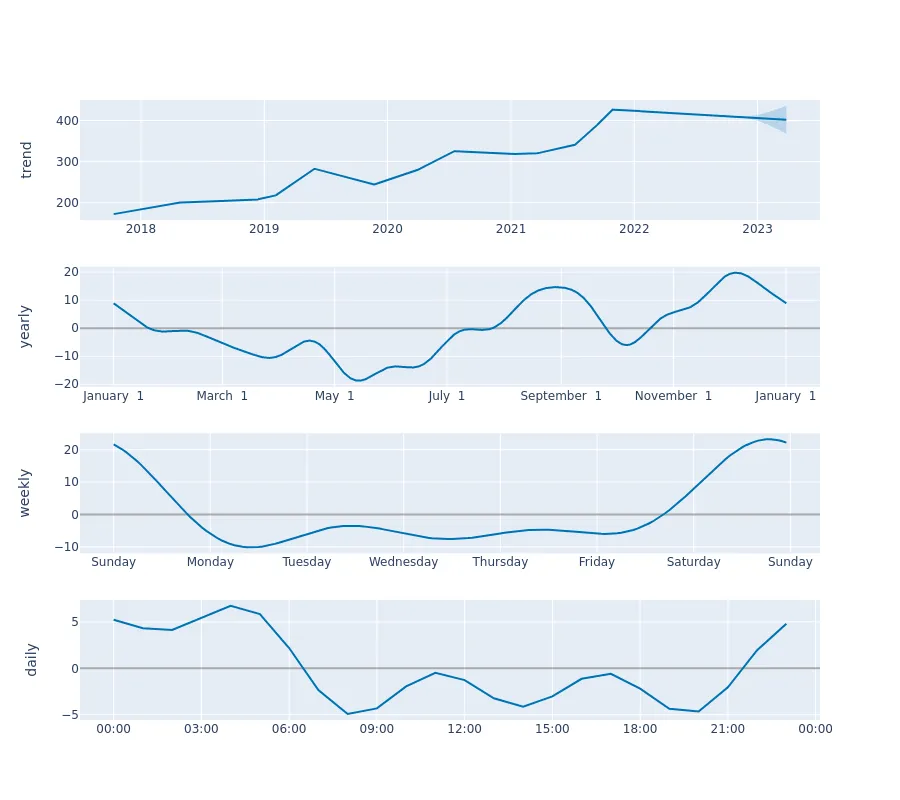 trend
400
300
200
2018 2019 2020 2021 2022 2023
yearly
20
10
0
−10
−20
January 1 March 1 May 1 July 1 September 1 November 1 January 1
weekly
20
10
0
−10
Sunday Monday Tuesday Wednesday Thursday Friday Saturday Sunday
daily
5
0
−5
00:00 03:00 06:00 09:00 12:00 15:00 18:00 21:00 00:00